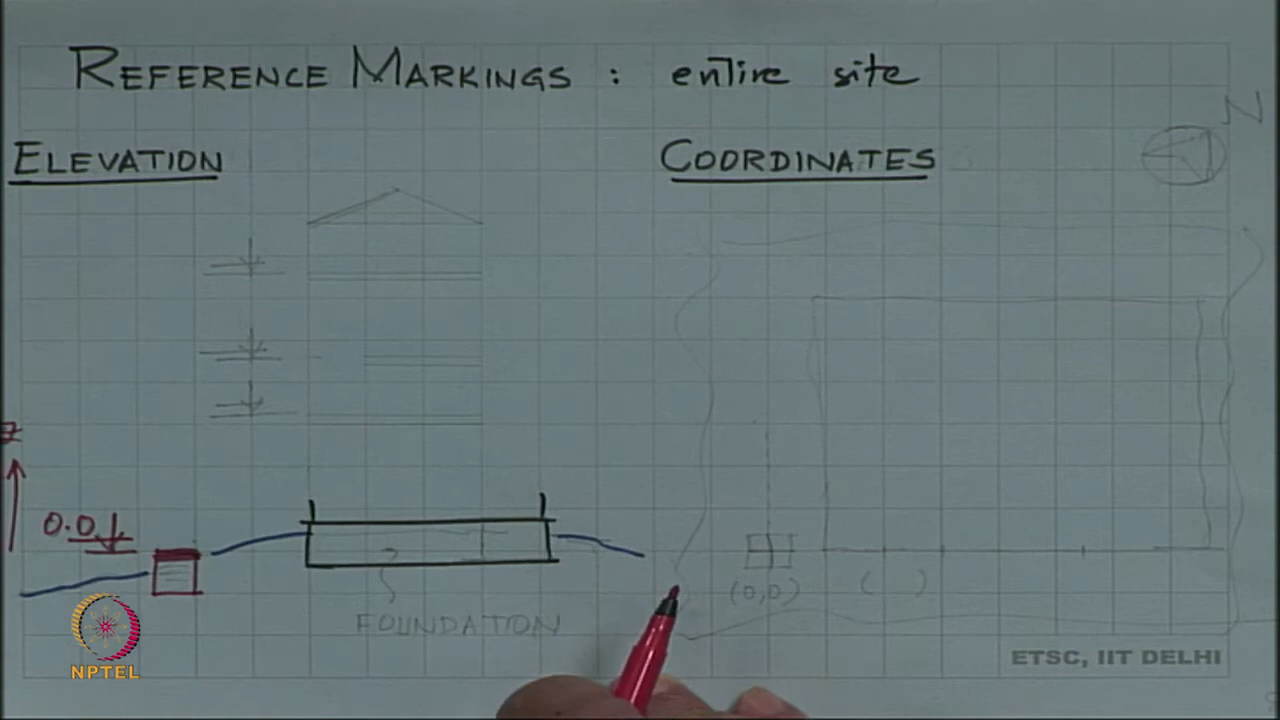 REFERENCE MARKINGS : entire site
ELEVATION
COORDINATES
N
z
0.0
(0,0)
( )
FOUNDATION
NPTEL
ETSC, IIT DELHI